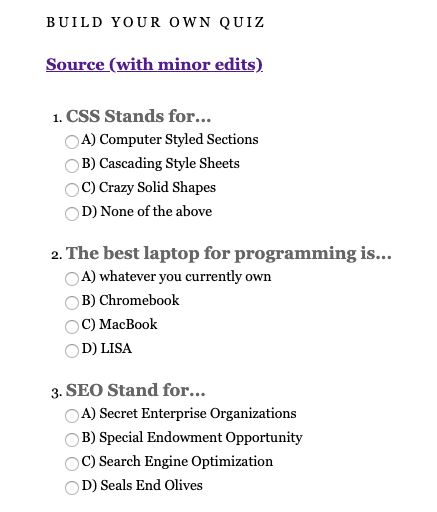 BUILD YOUR OWN QUIZ
Source (with minor edits)
1. CSS Stands for...
A) Computer Styled Sections
B) Cascading Style Sheets
C) Crazy Solid Shapes
D) None of the above
2. The best laptop for programming is...
A) whatever you currently own
B) Chromebook
C) MacBook
D) LISA
3. SEO Stand for...
A) Secret Enterprise Organizations
B) Special Endowment Opportunity
C) Search Engine Optimization
D) Seals End Olives